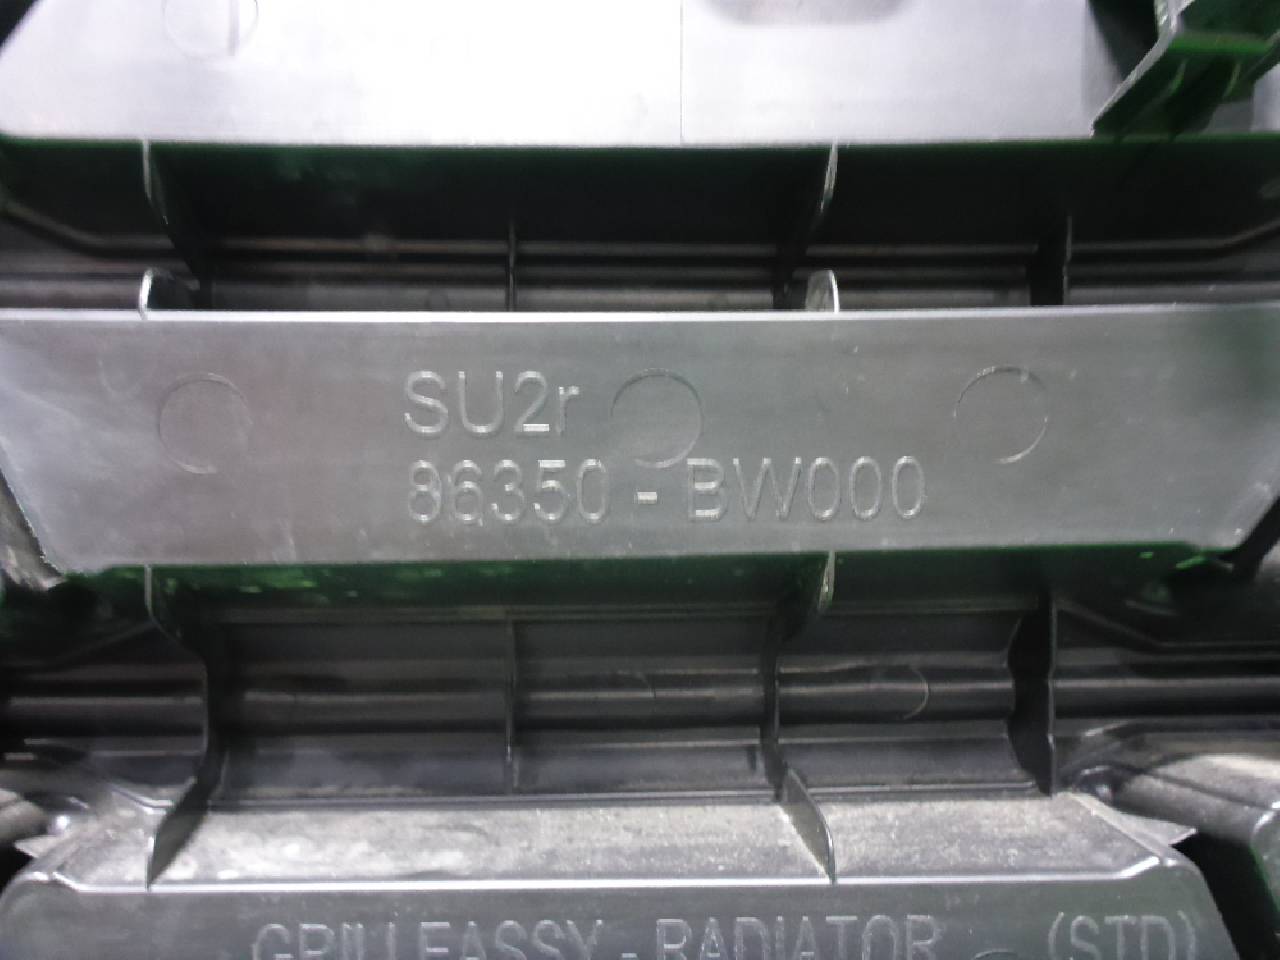 SU2r
86350 - BW000
GRILLE ASSY - RADIATOR (STD)